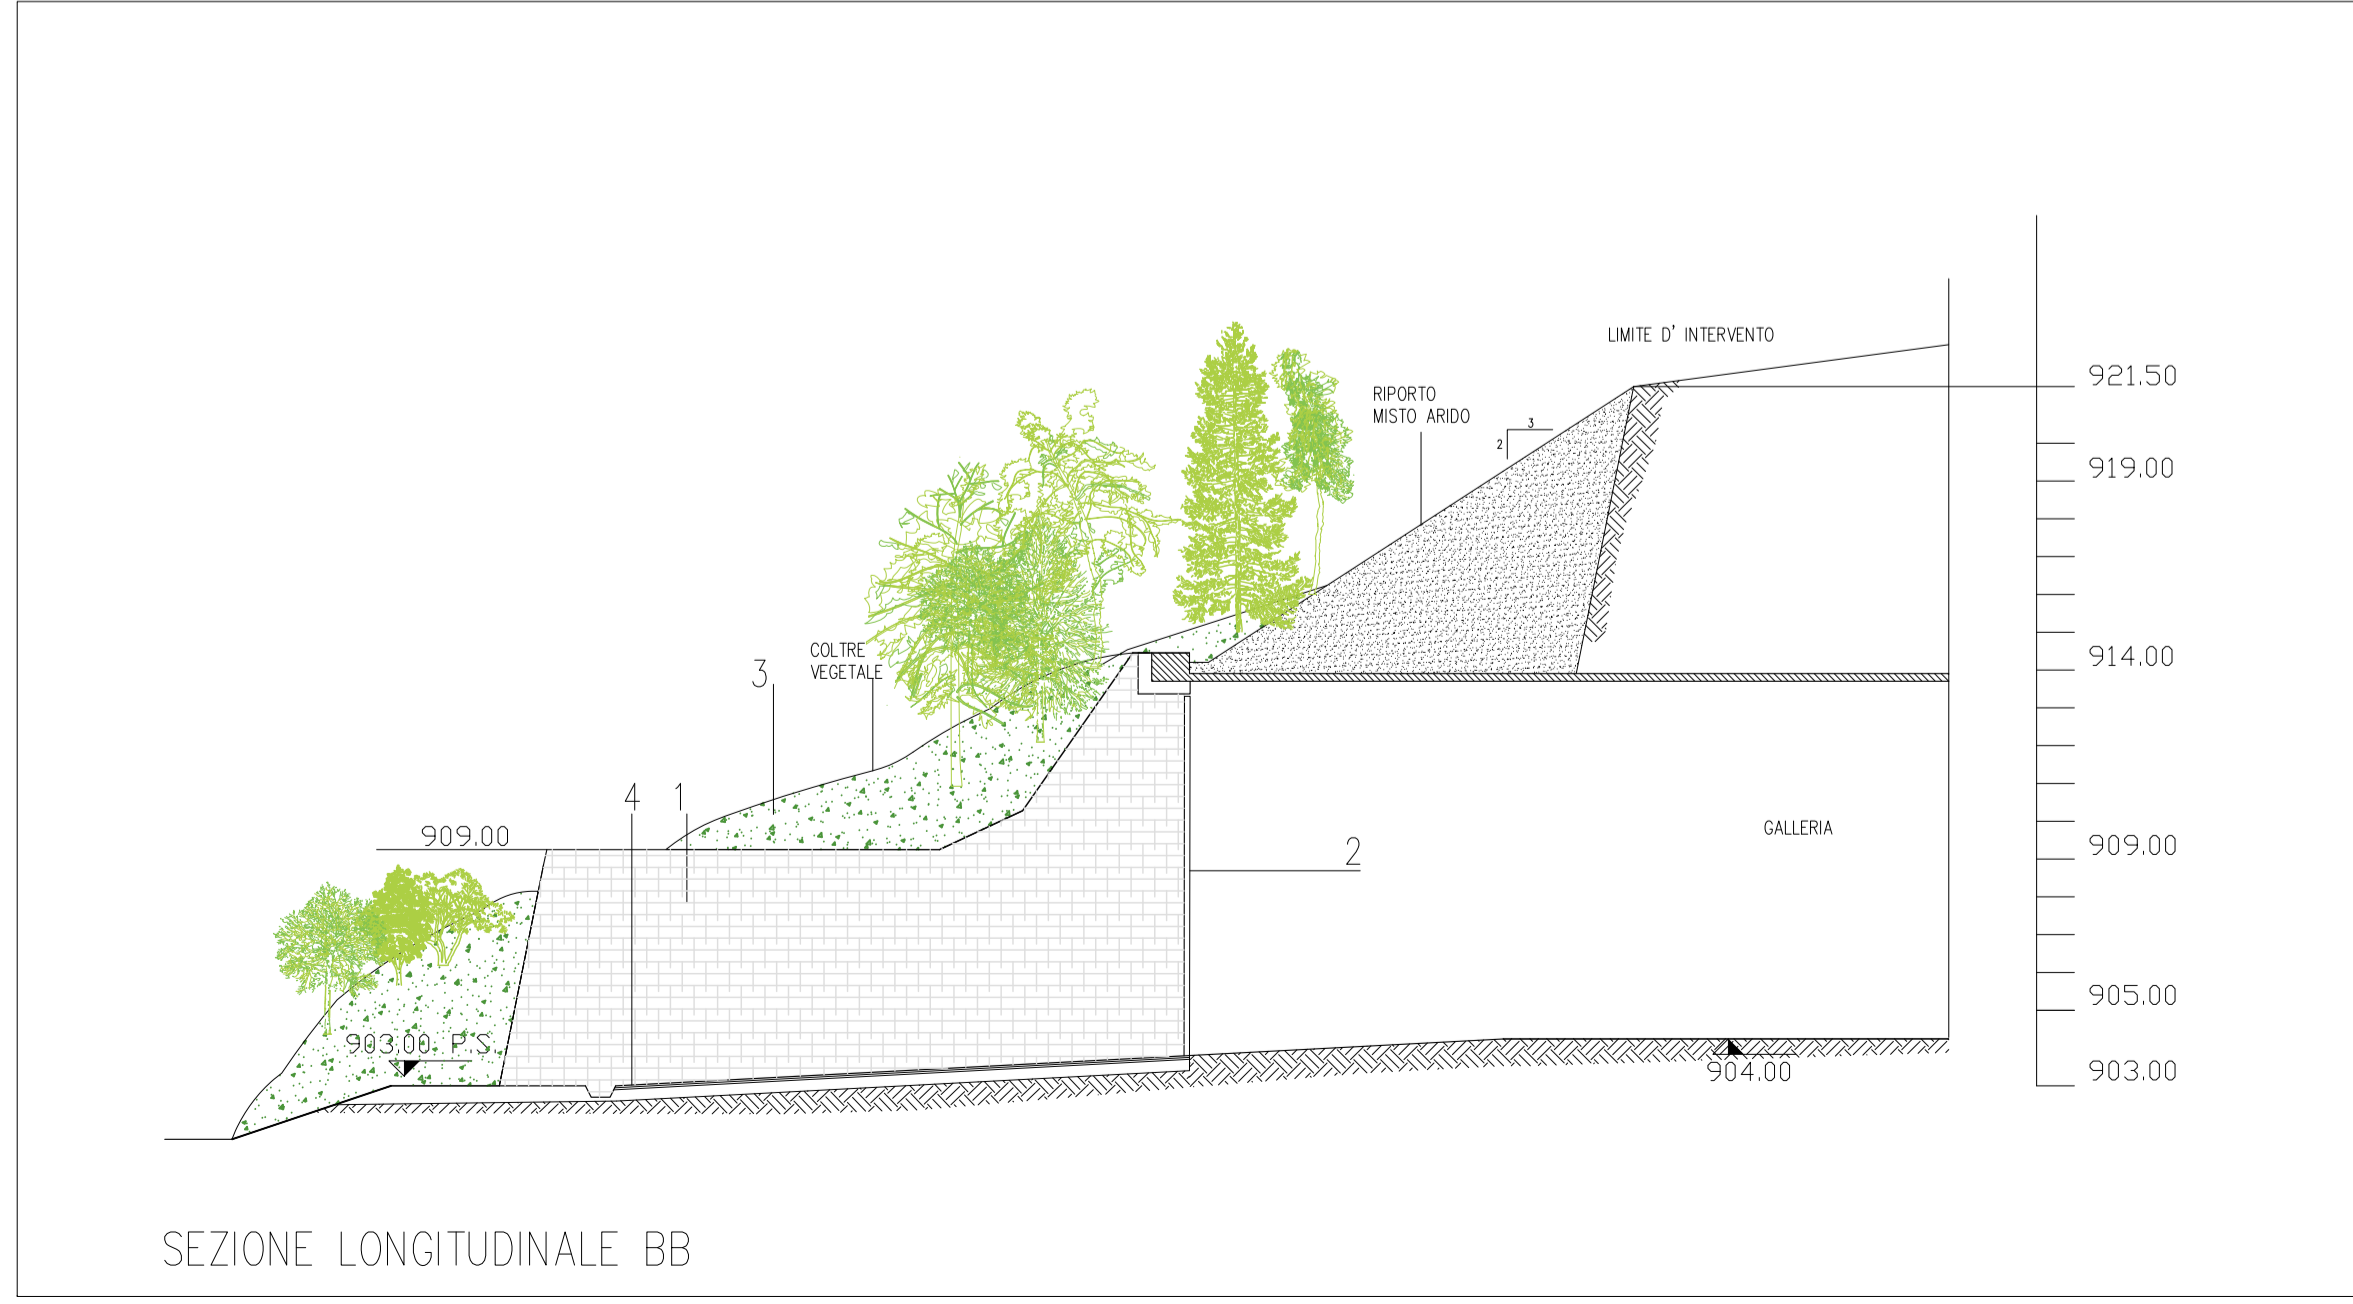 LIMITE D' INTERVENTO
921.50
RIPORTO
MISTO ARIDO
3
2
919.00
COLTRE
VEGETALE
3
914.00
4
1
909.00
GALLERIA
2
909.00
905.00
903.00 P.S.
904.00
903.00
SEZIONE LONGITUDINALE BB